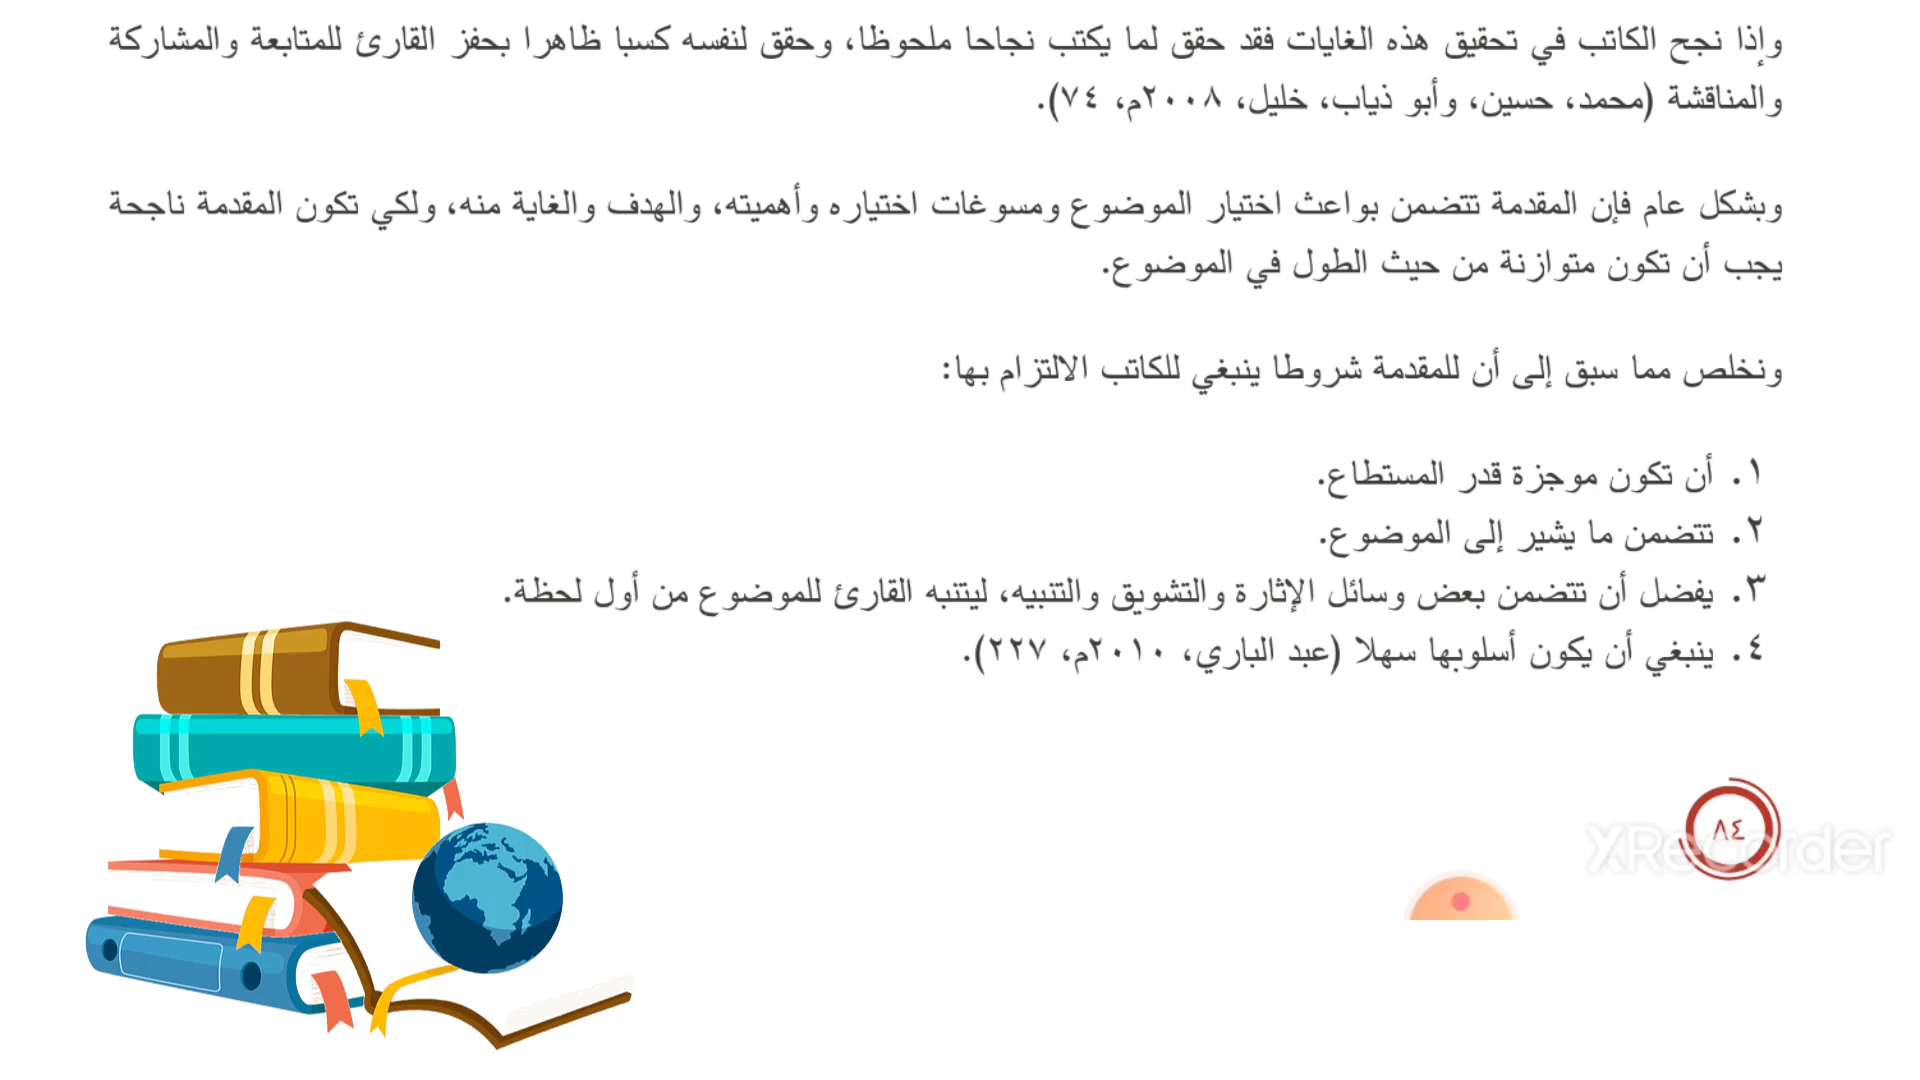 وإذا نجح الكاتب في تحقيق هذه الغايات فقد حقق لما يكتب نجاحا ملحوظا، وحقق لنفسه كسبا ظاهرا بحفز القارئ للمتابعة والمشاركة
والمناقشة (محمد، حسين، وأبو ذياب، خليل، ٢٠٠٨م، ٧٤).
وبشكل عام فإن المقدمة تتضمن بواعث اختيار الموضوع ومسوغات اختياره وأهميته، والهدف والغاية منه، ولكي تكون المقدمة ناجحة
يجب أن تكون متوازنة من حيث الطول في الموضوع.
ونخلص مما سبق إلى أن للمقدمة شروطا ينبغي للكاتب الالتزام بها:
١. أن تكون موجزة قدر المستطاع.
٢. تتضمن ما يشير إلى الموضوع.
٣. يفضل أن تتضمن بعض وسائل الإثارة والتشويق والتنبيه، ليتنبه القارئ للموضوع من أول لحظة.
٤. ينبغي أن يكون أسلوبها سهلا (عبد الباري، ٢٠١٠م، ٢٢٧).
٨٤
XRecorder